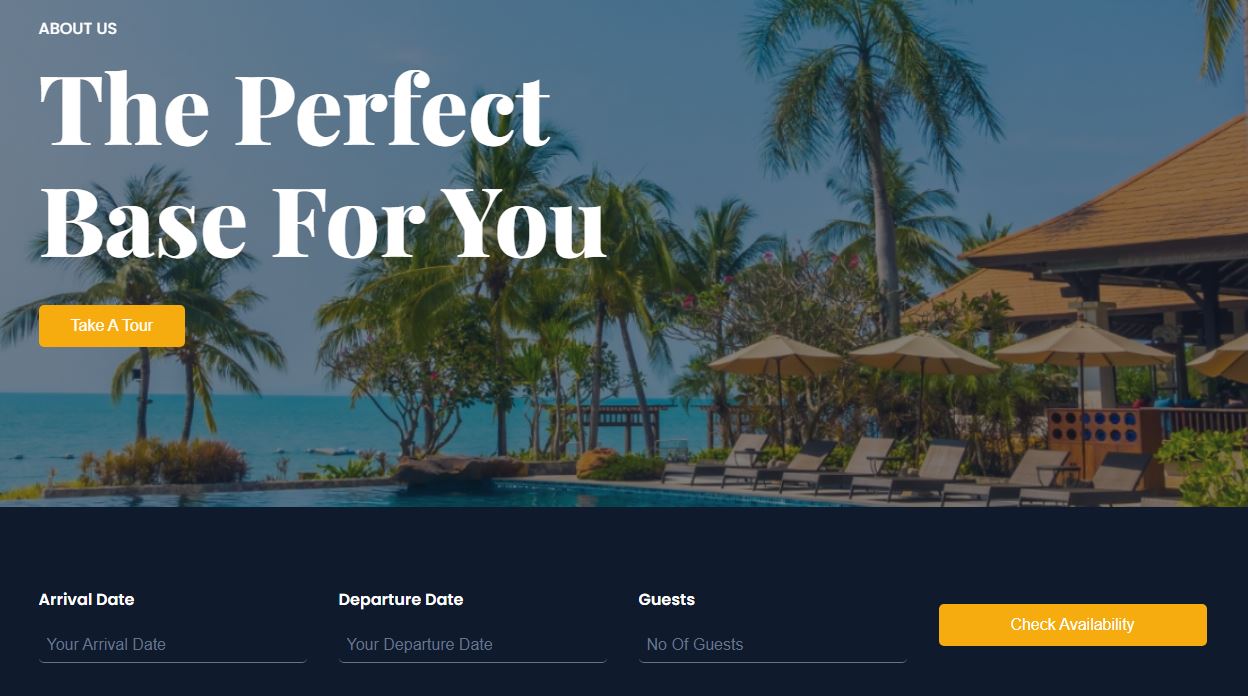 ABOUT US
The Perfect
Base For You
Take A Tour
Arrival Date
Departure Date
Guests
Your Arrival Date
Your Departure Date
No Of Guests
Check Availability